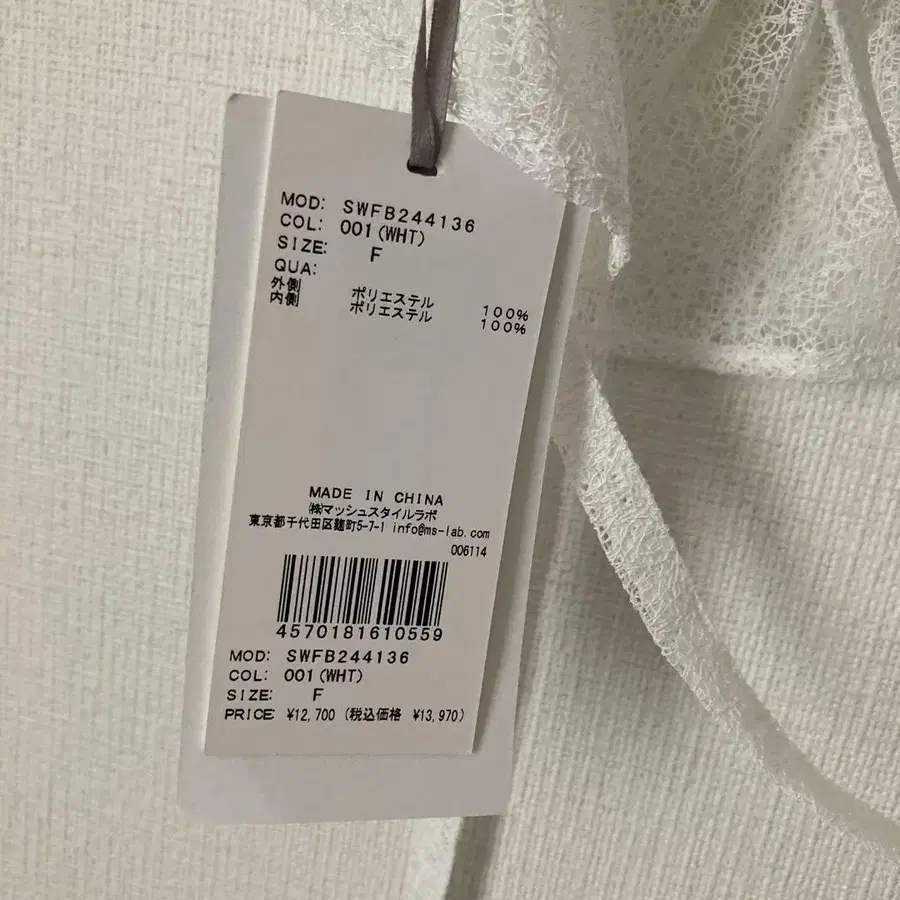 MOD: SWFB244136
COL: 001(WHT)
SIZE: F
QUA:
外側 ポリエステル 100%
内側 ポリエステル 100%
MADE IN CHINA
㈱マッシュスタイルラボ
東京都千代田区麹町5-7-1 info@ms-lab.com
006114
4570181610559
MOD: SWFB244136
COL: 001(WHT)
SIZE: F
PRICE: ¥12,700 (税込価格 ¥13,970)